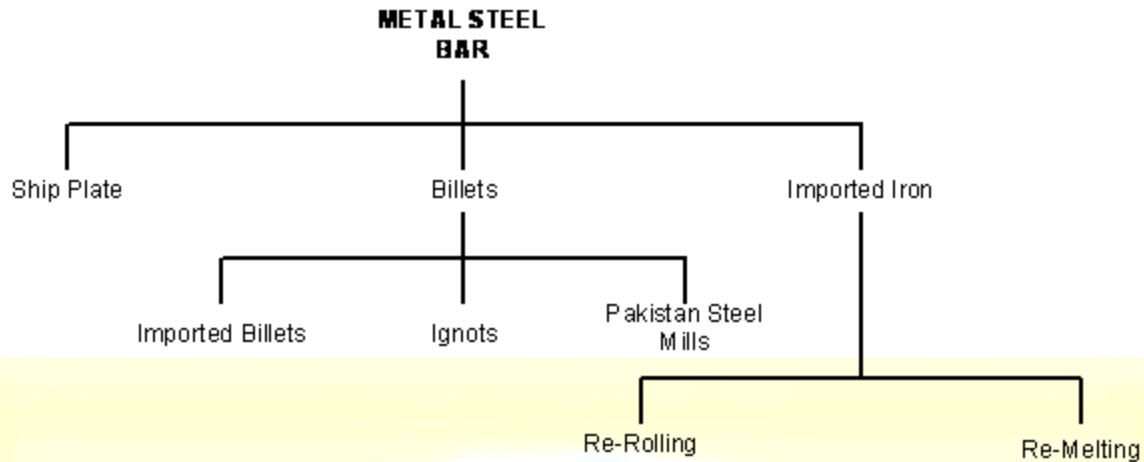 METAL STEEL
BAR
Ship Plate
Billets
Imported Iron
Imported Billets
Ignots
Pakistan Steel
Mills
Re-Rolling
Re-Melting